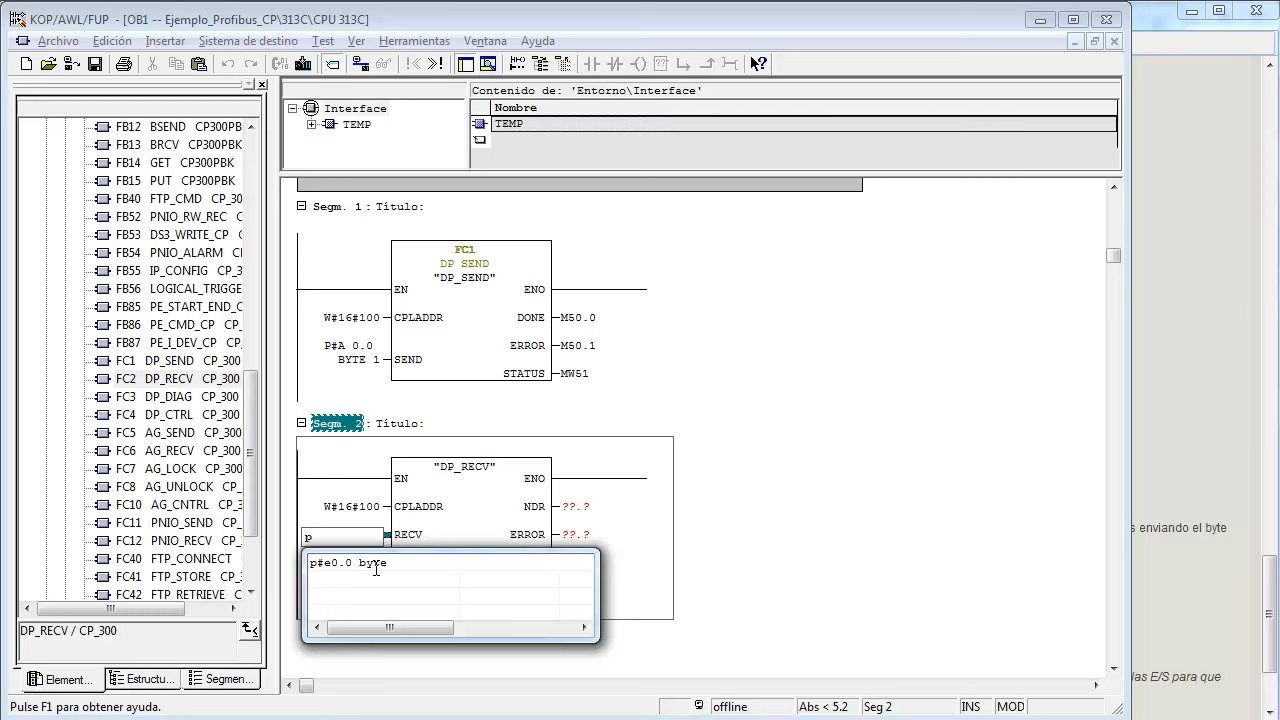 KOP/AWL/FUP - [OB1 -- Ejemplo_Profibus_CP\313C\CPU 313C]
Archivo Edición Insertar Sistema de destino Test Ver Herramientas Ventana Ayuda
Contenido de: 'Entorno\Interface'
Interface
TEMP
Nombre
TEMP
FB12 BSEND CP300PB
FB13 BRCV CP300PBK
FB14 GET CP300PBK
FB15 PUT CP300PBK
FB40 FTP_CMD CP_30
FB52 PNIO_RW_REC C
FB53 DS3_WRITE_CP
FB54 PNIO_ALARM CP
FB55 IP_CONFIG CP_3
FB56 LOGICAL_TRIGGE
FB85 PE_START_END_C
FB86 PE_CMD_CP CP_3
FB87 PE_I_DEV_CP CP
FC1 DP_SEND CP_300
FC2 DP_RECV CP_300
FC3 DP_DIAG CP_300
FC4 DP_CTRL CP_300
FC5 AG_SEND CP_30
FC6 AG_RECV CP_30
FC7 AG_LOCK CP_30
FC8 AG_UNLOCK CP_
FC10 AG_CNTRL CP_3
FC11 PNIO_SEND CP_
FC12 PNIO_RECV CP_
FC40 FTP_CONNECT C
FC41 FTP_STORE CP_
FC42 FTP RETRIEVE C
DP_RECV / CP_300
Element... Estructu... Segmen...
Segm. 1 : Título:
FC1
DP SEND
"DP_SEND"
EN ENO
W#16#100 CPLADDR DONE M50.0
P#A 0.0
BYTE 1 SEND ERROR M50.1
STATUS MW51
Segm. 2 : Título:
"DP_RECV"
EN ENO
W#16#100 CPLADDR NDR ??.?
p RECV ERROR ??.?
p#e0.0 byte
s enviando el byte
las E/S para que
Pulse F1 para obtener ayuda. offline Abs < 5.2 Seg 2 INS MOD